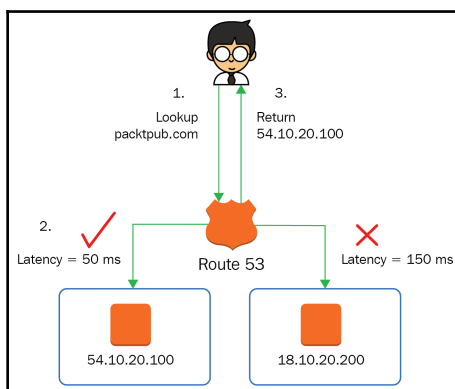 1.
Lookup
packtpub.com
3.
Return
54.10.20.100
2.
Latency = 50 ms
Route 53
Latency = 150 ms
54.10.20.100
18.10.20.200